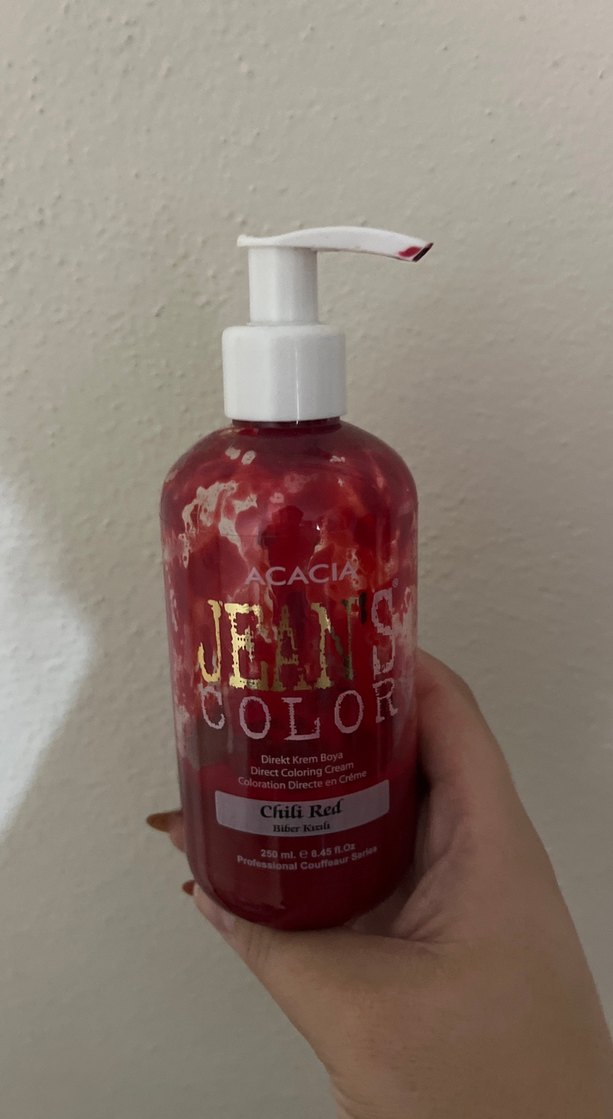 ACACIA
JEAN'S®
COLOR
Direkt Krem Boya
Direct Coloring Cream
Coloration Directe en Créme
Chili Red
Biber Kızılı
250 ml. ℮ 8.45 fl.Oz
Professional Couffeaur Series